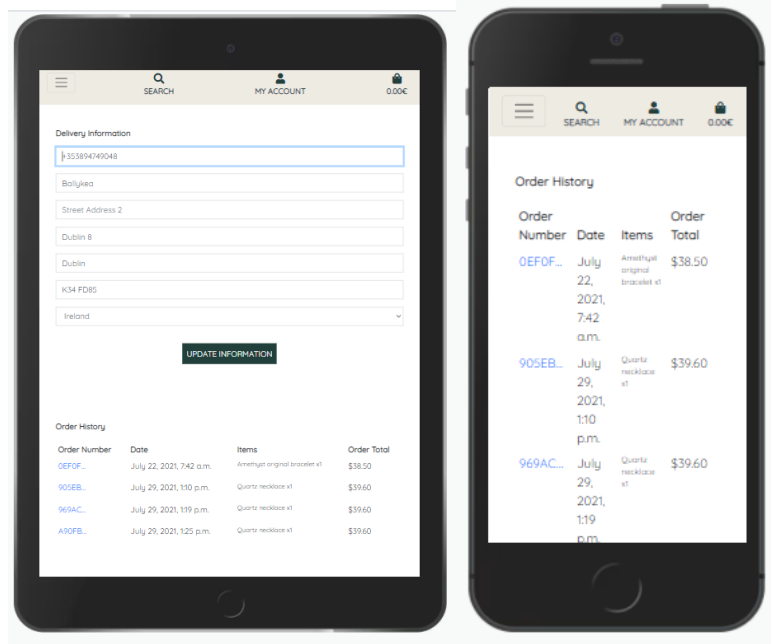 SEARCH MY ACCOUNT 0.00€
Delivery Information
+353894749048
Ballykea
Street Address 2
Dublin 8
Dublin
K34 FD85
Ireland
UPDATE INFORMATION
Order History
Order Number Date Items Order Total
0EF0F... July 22, 2021, 7:42 a.m. Amethyst original bracelet x1 $38.50
905EB... July 29, 2021, 1:10 p.m. Quartz necklace x1 $39.60
969AC... July 29, 2021, 1:19 p.m. Quartz necklace x1 $39.60
A90FB... July 29, 2021, 1:25 p.m. Quartz necklace x1 $39.60
SEARCH MY ACCOUNT 0.00€
Order History
Order Number Date Items Order Total
0EF0F... July 22, 2021, 7:42 a.m. Amethyst original bracelet x1 $38.50
905EB... July 29, 2021, 1:10 p.m. Quartz necklace x1 $39.60
969AC... July 29, 2021, 1:19 p.m. Quartz necklace x1 $39.60